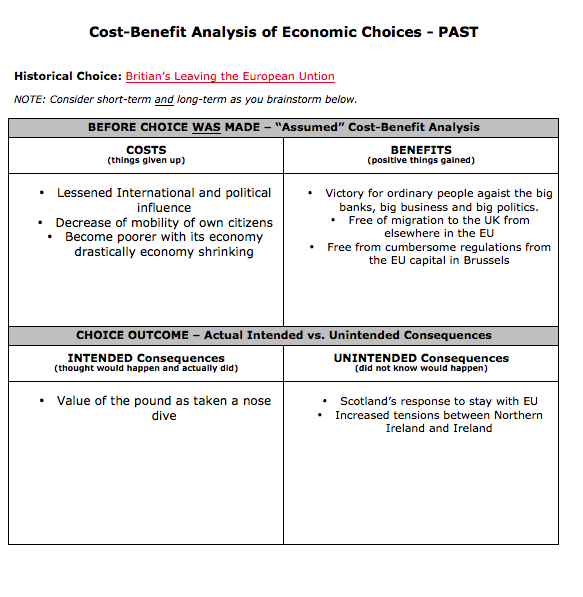 Cost-Benefit Analysis of Economic Choices - PAST
Historical Choice: Britian's Leaving the European Untion
NOTE: Consider short-term and long-term as you brainstorm below.
BEFORE CHOICE WAS MADE – “Assumed” Cost-Benefit Analysis
COSTS
(things given up)
BENEFITS
(positive things gained)
• Lessened International and political
influence
• Decrease of mobility of own citizens
• Become poorer with its economy
drastically economy shrinking
• Victory for ordinary people agaist the big
banks, big business and big politics.
• Free of migration to the UK from
elsewhere in the EU
• Free from cumbersome regulations from
the EU capital in Brussels
CHOICE OUTCOME – Actual Intended vs. Unintended Consequences
INTENDED Consequences
(thought would happen and actually did)
UNINTENDED Consequences
(did not know would happen)
• Value of the pound as taken a nose
dive
• Scotland's response to stay with EU
• Increased tensions between Northern
Ireland and Ireland